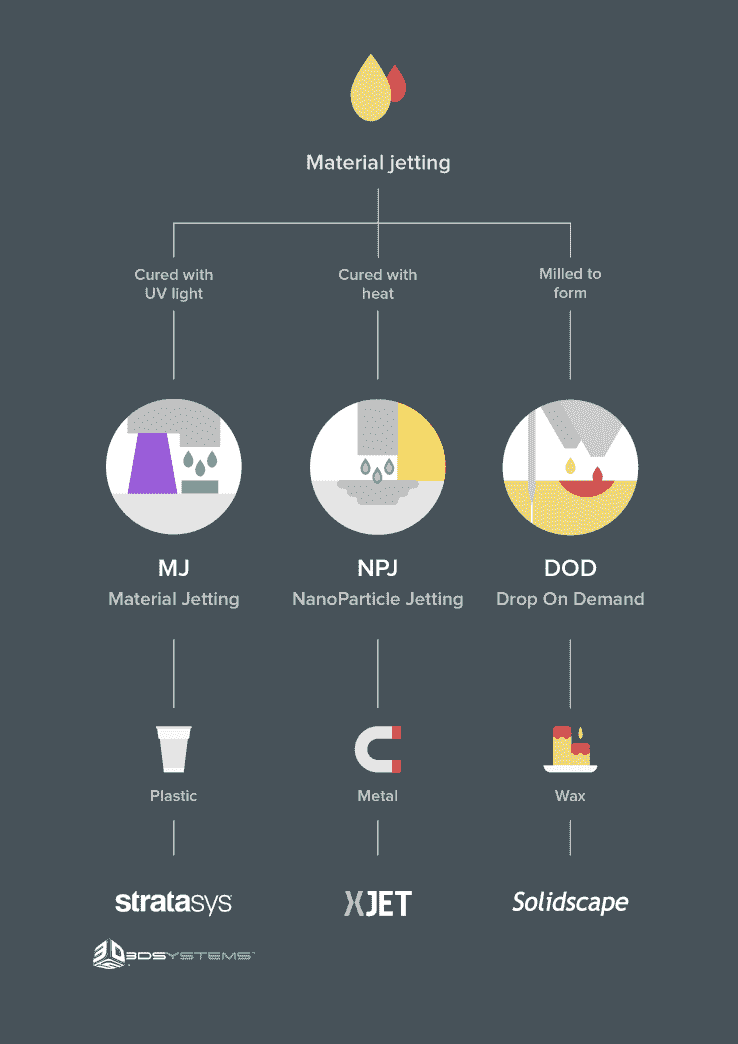 Material jetting
Cured with
UV light
Cured with
heat
Milled to
form
MJ
NPJ
DOD
Material Jetting
NanoParticle Jetting
Drop On Demand
Plastic
Metal
Wax
stratasys
XJET
Solidscape
3D 3DSYSTEMS™